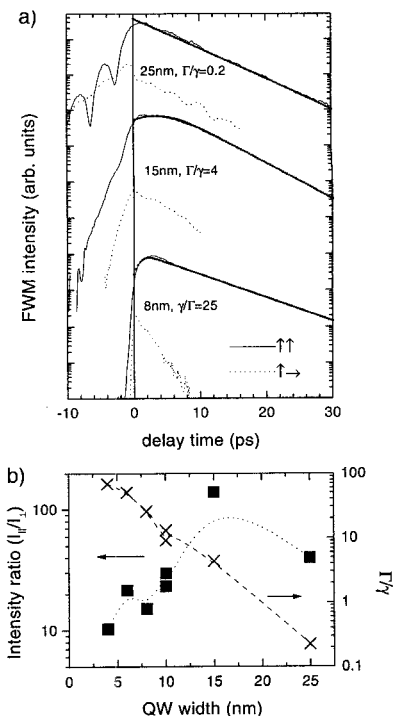 a)
FWM intensity (arb. units)
25nm, Γ/γ=0.2
15nm, Γ/γ=4
8nm, γ/Γ=25
↑↑
↑→
-10 0 10 20 30
delay time (ps)
b)
Intensity ratio (I||/I⊥)
100
10
100
10
1
0.1
Γ/γ
0 5 10 15 20 25
QW width (nm)